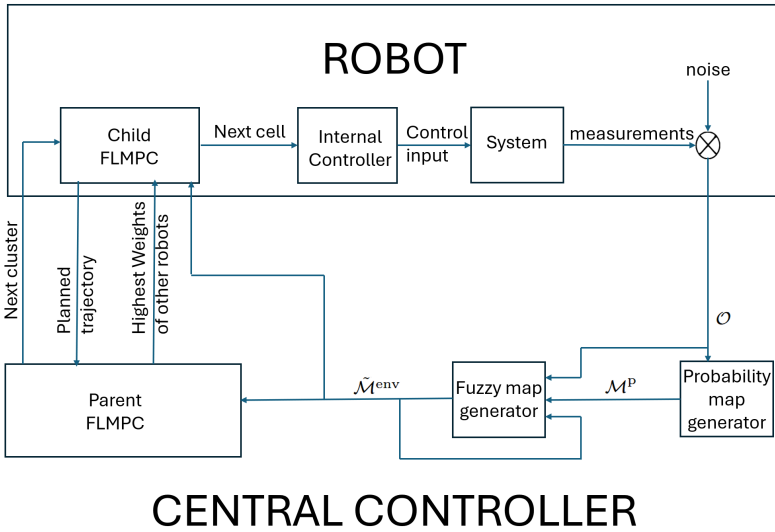 ROBOT
noise
Child
FLMPC
Next cell
Internal
Controller
Control
input
System
measurements
Next cluster
Planned
trajectory
Highest Weights
of other robots
𝒪
Parent
FLMPC
ℳ̃ᵉⁿᵛ
Fuzzy map
generator
ℳᵖ
Probability
map
generator
CENTRAL CONTROLLER